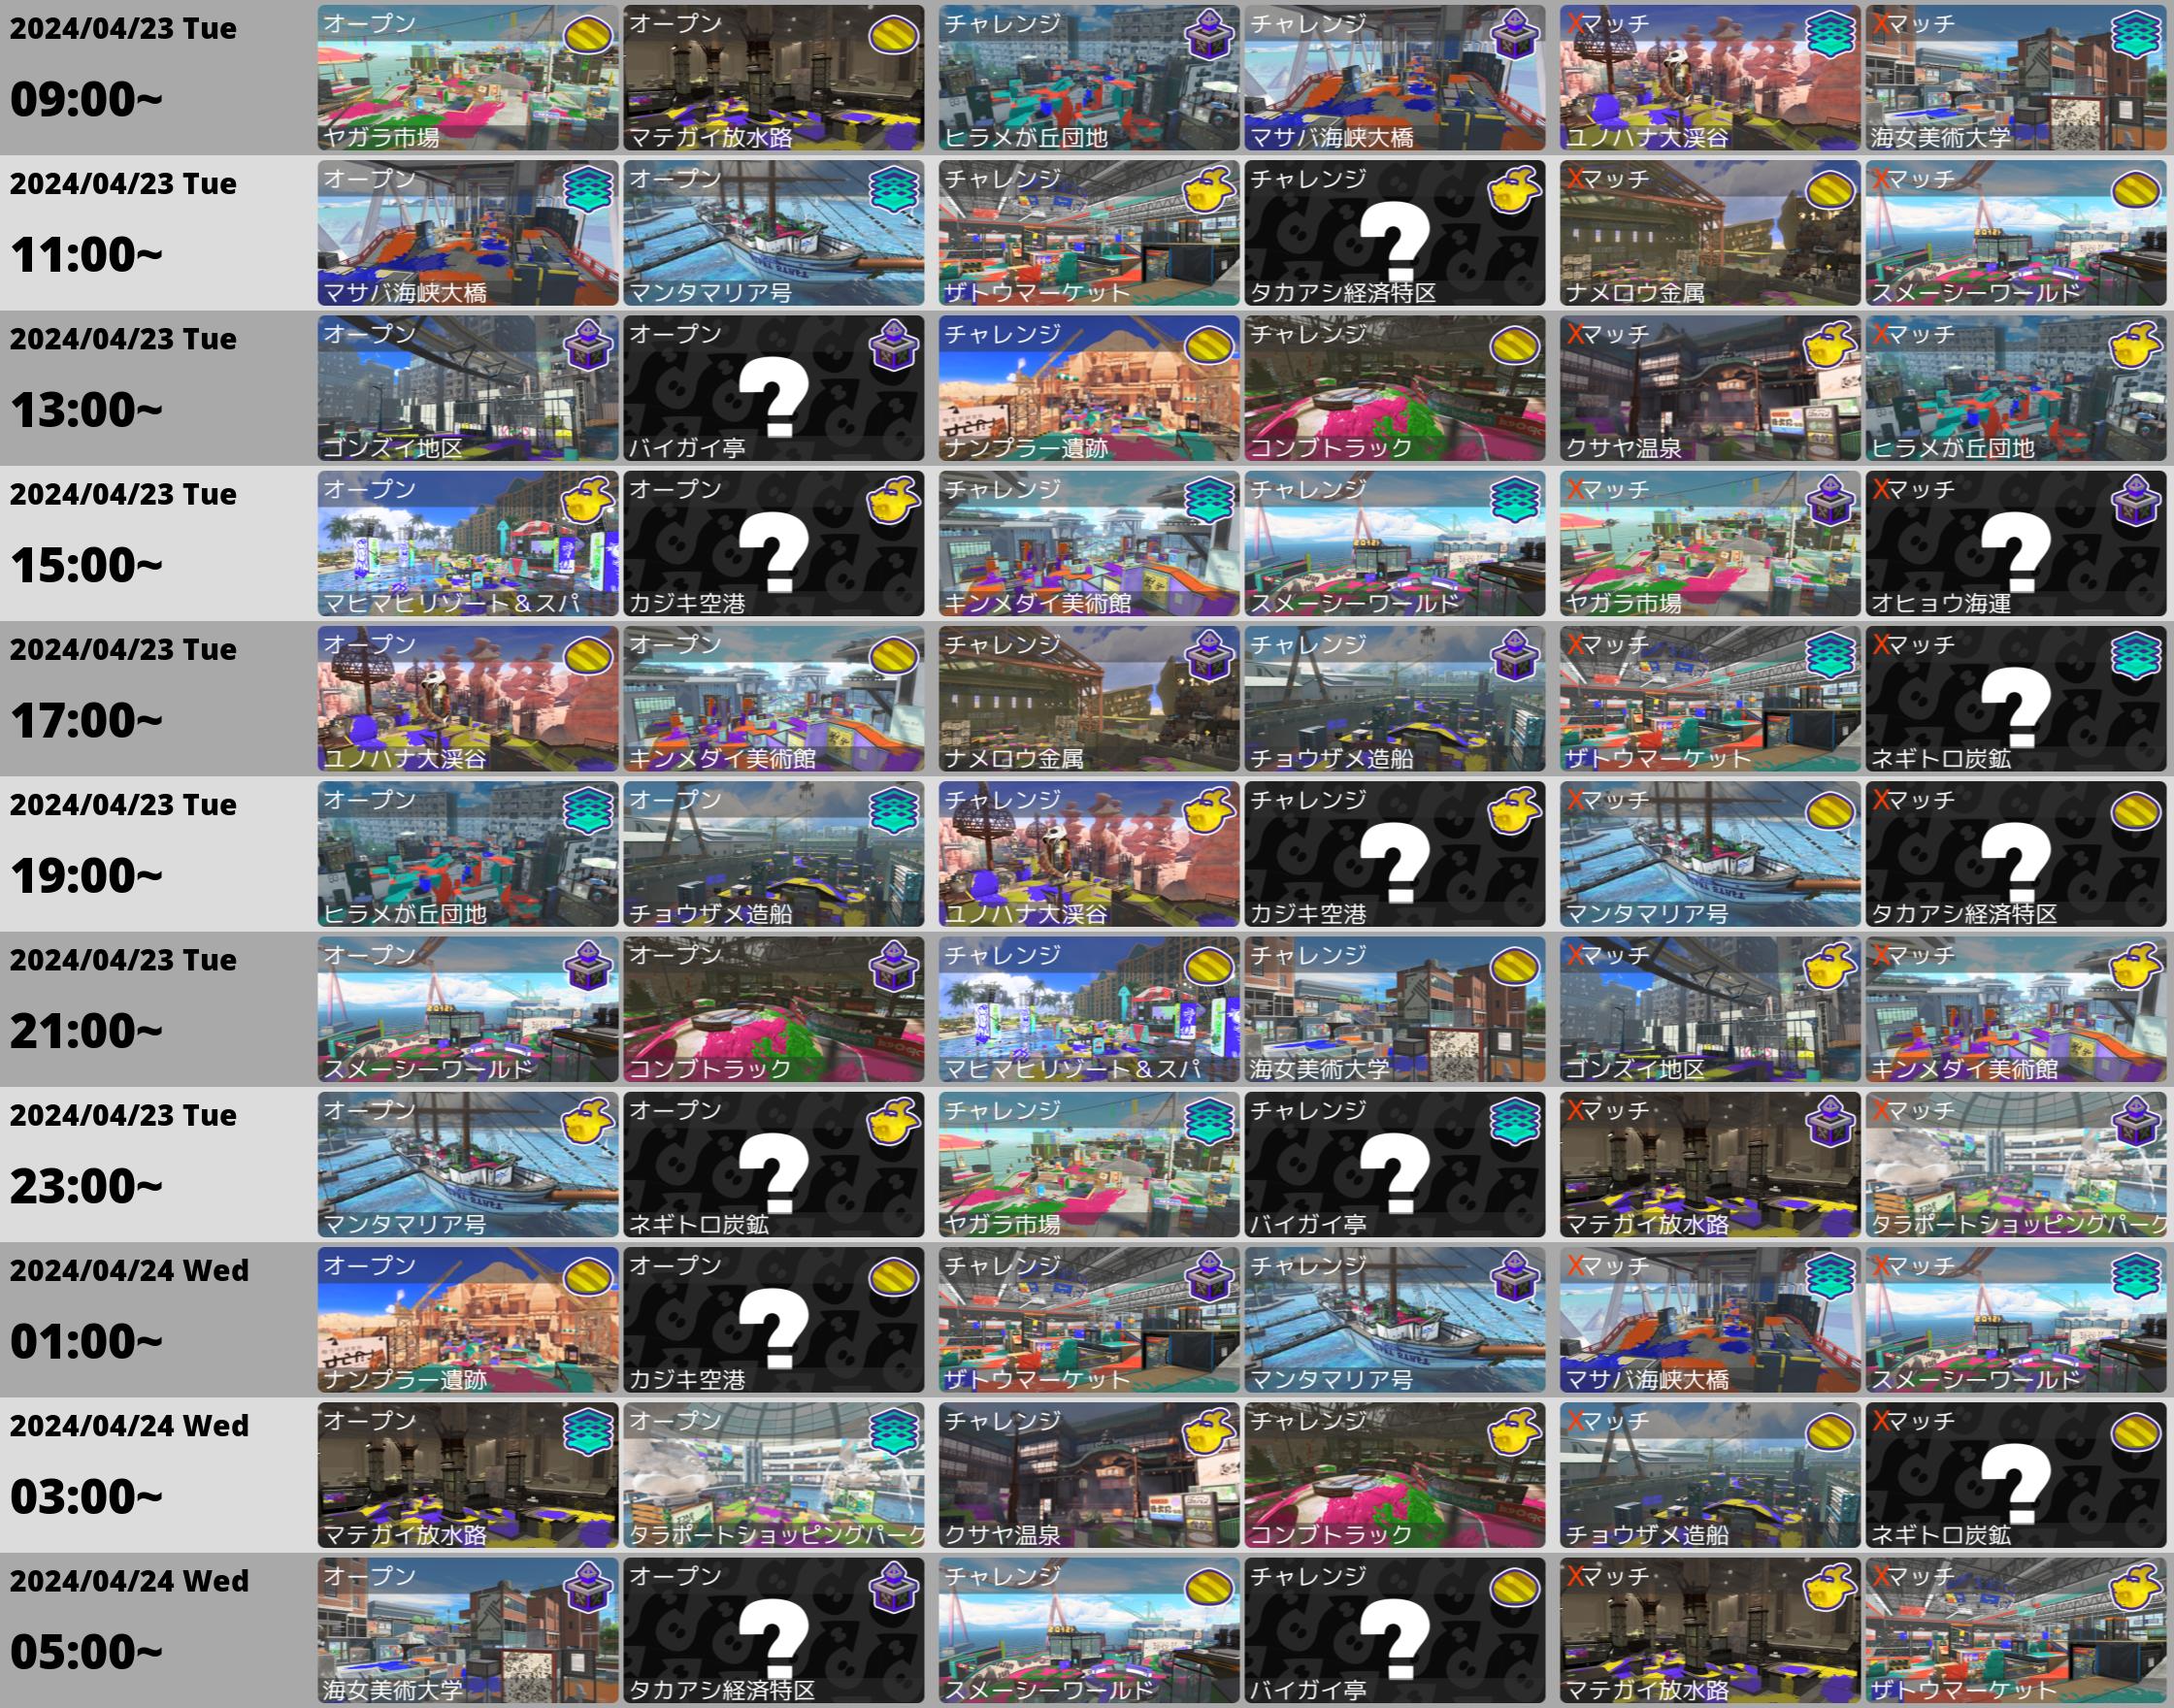 2024/04/23 Tue
09:00~
オープン
ヤガラ市場
オープン
マテガイ放水路
チャレンジ
ヒラメが丘団地
チャレンジ
マサバ海峡大橋
Xマッチ
ユノハナ大渓谷
Xマッチ
海女美術大学
2024/04/23 Tue
11:00~
オープン
マサバ海峡大橋
オープン
マンタマリア号
チャレンジ
ザトウマーケット
チャレンジ
?
タカアシ経済特区
Xマッチ
ナメロウ金属
Xマッチ
スメーシーワールド
2024/04/23 Tue
13:00~
オープン
ゴンズイ地区
オープン
?
バイガイ亭
チャレンジ
ナンプラー遺跡
チャレンジ
コンブトラック
Xマッチ
クサヤ温泉
Xマッチ
ヒラメが丘団地
2024/04/23 Tue
15:00~
オープン
マヒマヒリゾート&スパ
オープン
?
カジキ空港
チャレンジ
キンメダイ美術館
チャレンジ
スメーシーワールド
Xマッチ
ヤガラ市場
Xマッチ
?
オヒョウ海運
2024/04/23 Tue
17:00~
オープン
ユノハナ大渓谷
オープン
キンメダイ美術館
チャレンジ
ナメロウ金属
チャレンジ
チョウザメ造船
Xマッチ
ザトウマーケット
Xマッチ
?
ネギトロ炭鉱
2024/04/23 Tue
19:00~
オープン
ヒラメが丘団地
オープン
チョウザメ造船
チャレンジ
ユノハナ大渓谷
チャレンジ
?
カジキ空港
Xマッチ
マンタマリア号
Xマッチ
?
タカアシ経済特区
2024/04/23 Tue
21:00~
オープン
スメーシーワールド
オープン
コンブトラック
チャレンジ
マヒマヒリゾート&スパ
チャレンジ
海女美術大学
Xマッチ
ゴンズイ地区
Xマッチ
キンメダイ美術館
2024/04/23 Tue
23:00~
オープン
マンタマリア号
オープン
?
ネギトロ炭鉱
チャレンジ
ヤガラ市場
チャレンジ
?
バイガイ亭
Xマッチ
マテガイ放水路
Xマッチ
タラポートショッピングパーク
2024/04/24 Wed
01:00~
オープン
ナンプラー遺跡
オープン
?
カジキ空港
チャレンジ
ザトウマーケット
チャレンジ
マンタマリア号
Xマッチ
マサバ海峡大橋
Xマッチ
スメーシーワールド
2024/04/24 Wed
03:00~
オープン
マテガイ放水路
オープン
タラポートショッピングパーク
チャレンジ
クサヤ温泉
チャレンジ
コンブトラック
Xマッチ
チョウザメ造船
Xマッチ
?
ネギトロ炭鉱
2024/04/24 Wed
05:00~
オープン
海女美術大学
オープン
?
タカアシ経済特区
チャレンジ
スメーシーワールド
チャレンジ
?
バイガイ亭
Xマッチ
マテガイ放水路
Xマッチ
ザトウマーケット